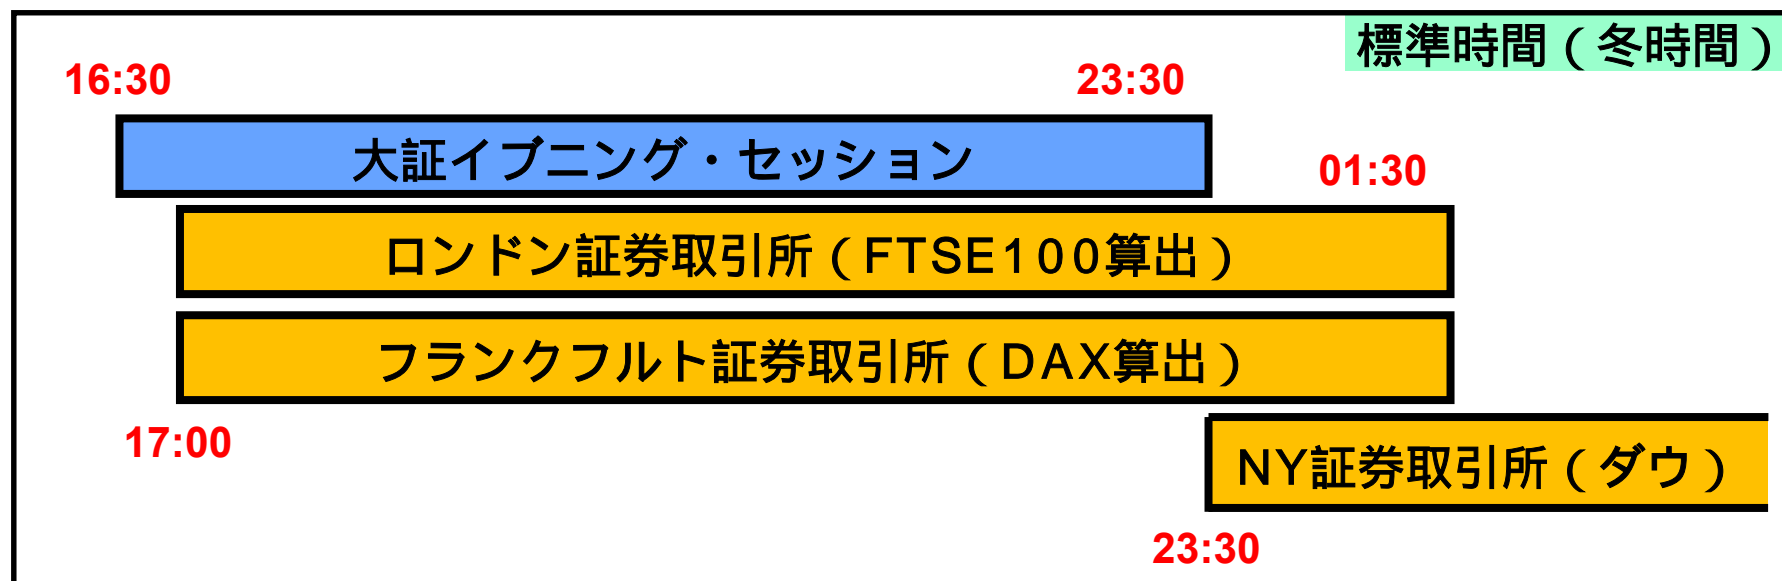 標準時間（冬時間）
16:30
23:30
大証イブニング・セッション
01:30
ロンドン証券取引所（ＦＴＳＥ１００算出）
フランクフルト証券取引所（ＤＡＸ算出）
17:00
ＮＹ証券取引所（ダウ）
23:30